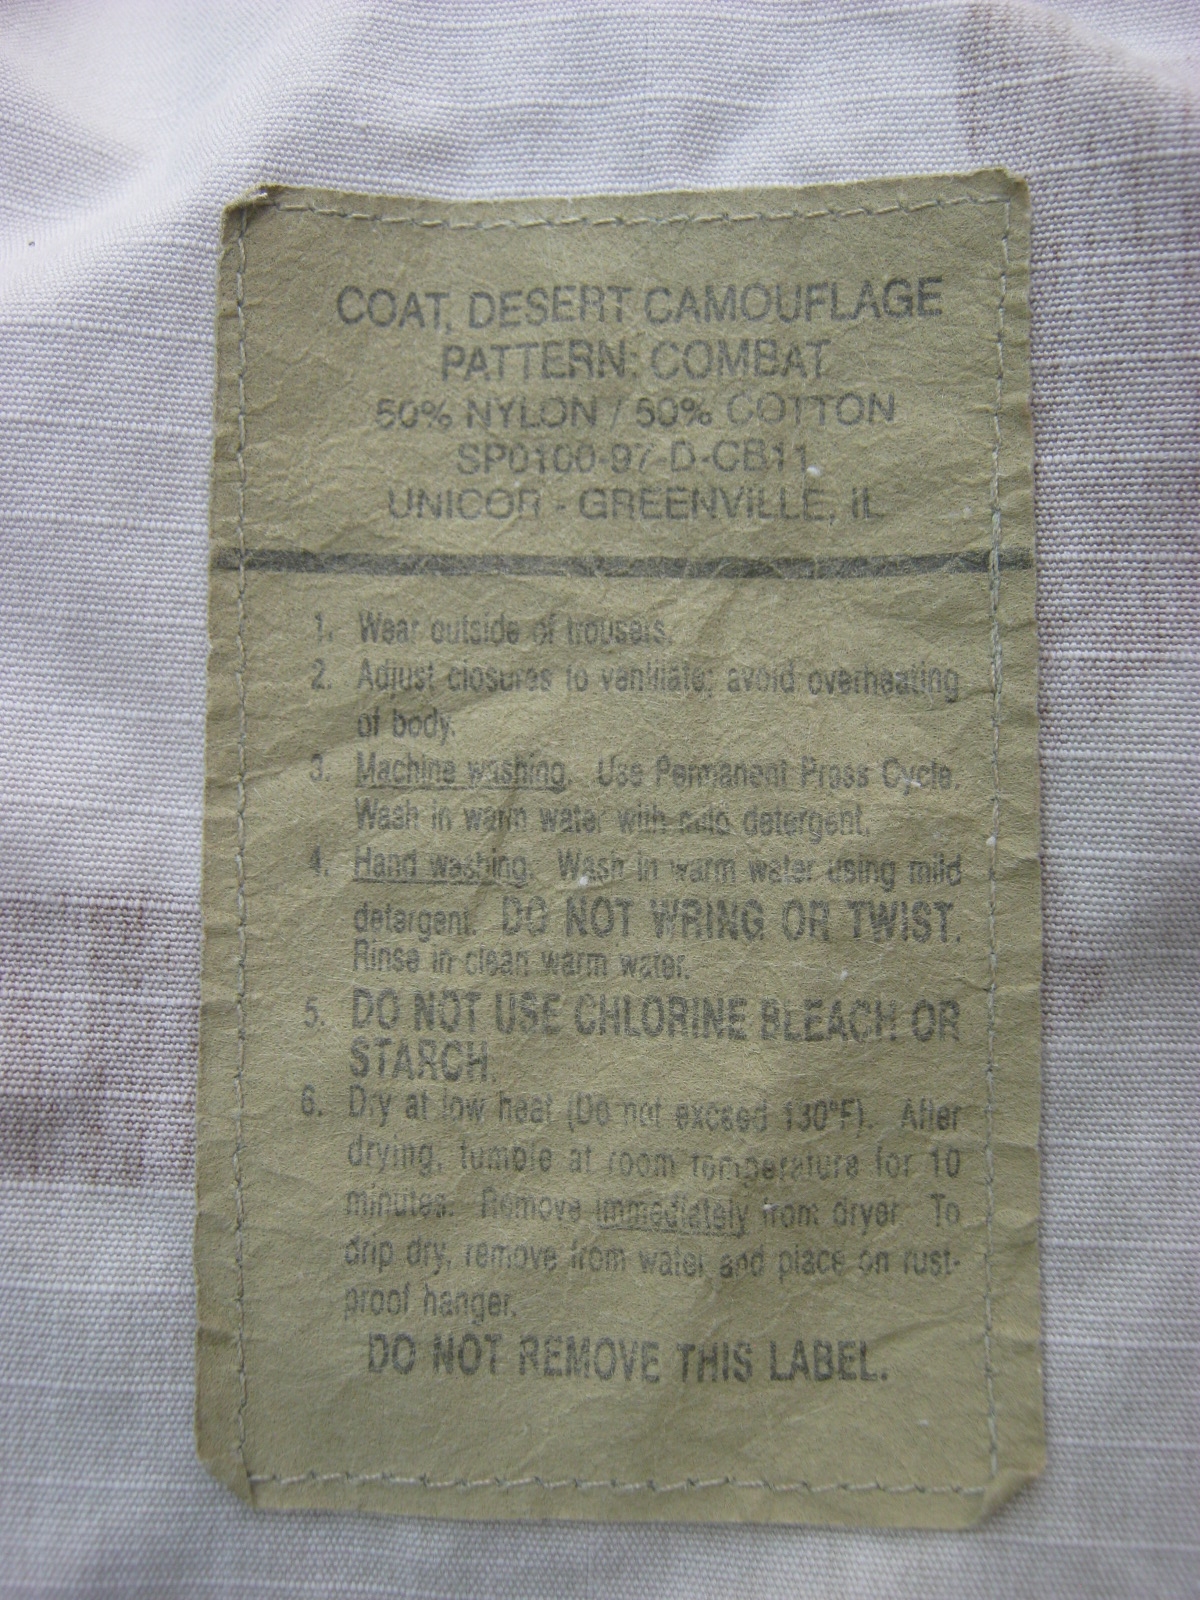 COAT, DESERT CAMOUFLAGE
PATTERN: COMBAT
50% NYLON / 50% COTTON
SP0100-97-D-CB11
UNICOR - GREENVILLE, IL
1. Wear outside of trousers.
2. Adjust closures to ventilate; avoid overheating
of body.
3. Machine washing. Use Permanent Press Cycle.
Wash in warm water with detergent.
4. Hand washing. Wash in warm water using mild
detergent. DO NOT WRING OR TWIST.
Rinse in clean warm water.
5. DO NOT USE CHLORINE BLEACH OR
STARCH.
6. Dry at low heat (Do not exceed 130°F). After
drying, tumble at room temperature for 10
minutes. Remove immediately from dryer. To
drip dry, remove from water and place on rust-
proof hanger.
DO NOT REMOVE THIS LABEL.